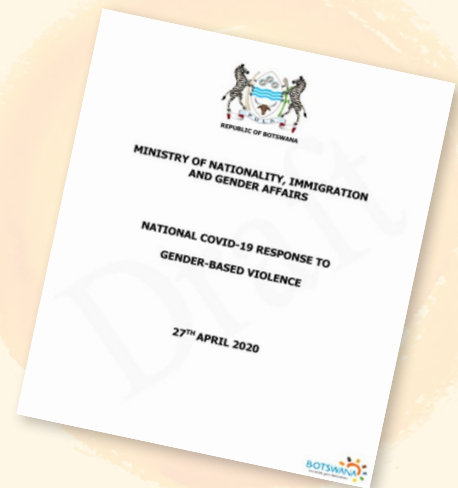 PULA
REPUBLIC OF BOTSWANA
MINISTRY OF NATIONALITY, IMMIGRATION
AND GENDER AFFAIRS
NATIONAL COVID-19 RESPONSE TO
GENDER-BASED VIOLENCE
27TH APRIL 2020
Draft
BOTSWANA